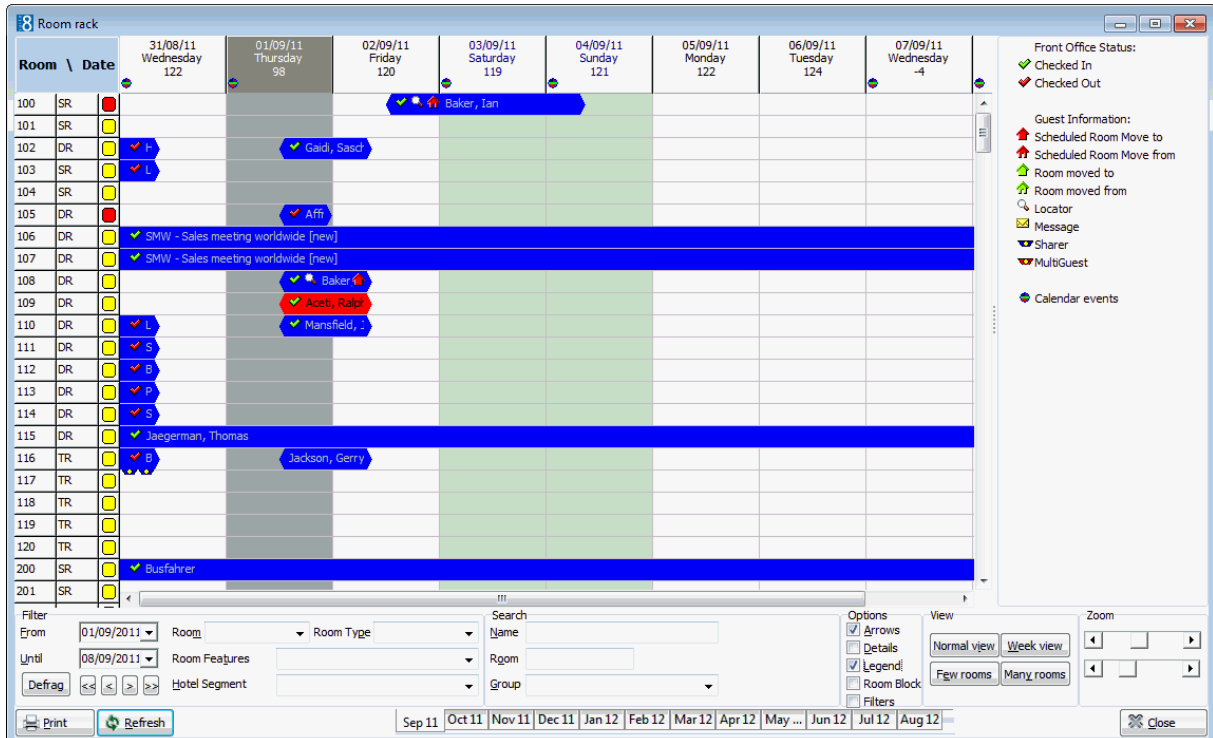 8 Room rack
Room \ Date
31/08/11 Wednesday 122
01/09/11 Thursday 98
02/09/11 Friday 120
03/09/11 Saturday 119
04/09/11 Sunday 121
05/09/11 Monday 122
06/09/11 Tuesday 124
07/09/11 Wednesday -4
100 SR Baker, Ian
101 SR
102 DR H Gaidi, Sasch
103 SR L
104 SR
105 DR Affi
106 DR SMW - Sales meeting worldwide [new]
107 DR SMW - Sales meeting worldwide [new]
108 DR Baker,
109 DR Aceti, Ralph
110 DR L Mansfield, J
111 DR S
112 DR B
113 DR P
114 DR S
115 DR Jaegerman, Thomas
116 TR B Jackson, Gerry
117 TR
118 TR
119 TR
120 TR
200 SR Busfahrer
201 SR
Front Office Status:
Checked In
Checked Out
Guest Information:
Scheduled Room Move to
Scheduled Room Move from
Room moved to
Room moved from
Locator
Message
Sharer
MultiGuest
Calendar events
Filter
From 01/09/2011 Room Room Type
Until 08/09/2011 Room Features
Defrag << < > >> Hotel Segment
Search
Name
Room
Group
Options
Arrows
Details
Legend
Room Block
Filters
View
Normal view Week view
Few rooms Many rooms
Zoom
Print Refresh Sep 11 Oct 11 Nov 11 Dec 11 Jan 12 Feb 12 Mar 12 Apr 12 May ... Jun 12 Jul 12 Aug 12 Close